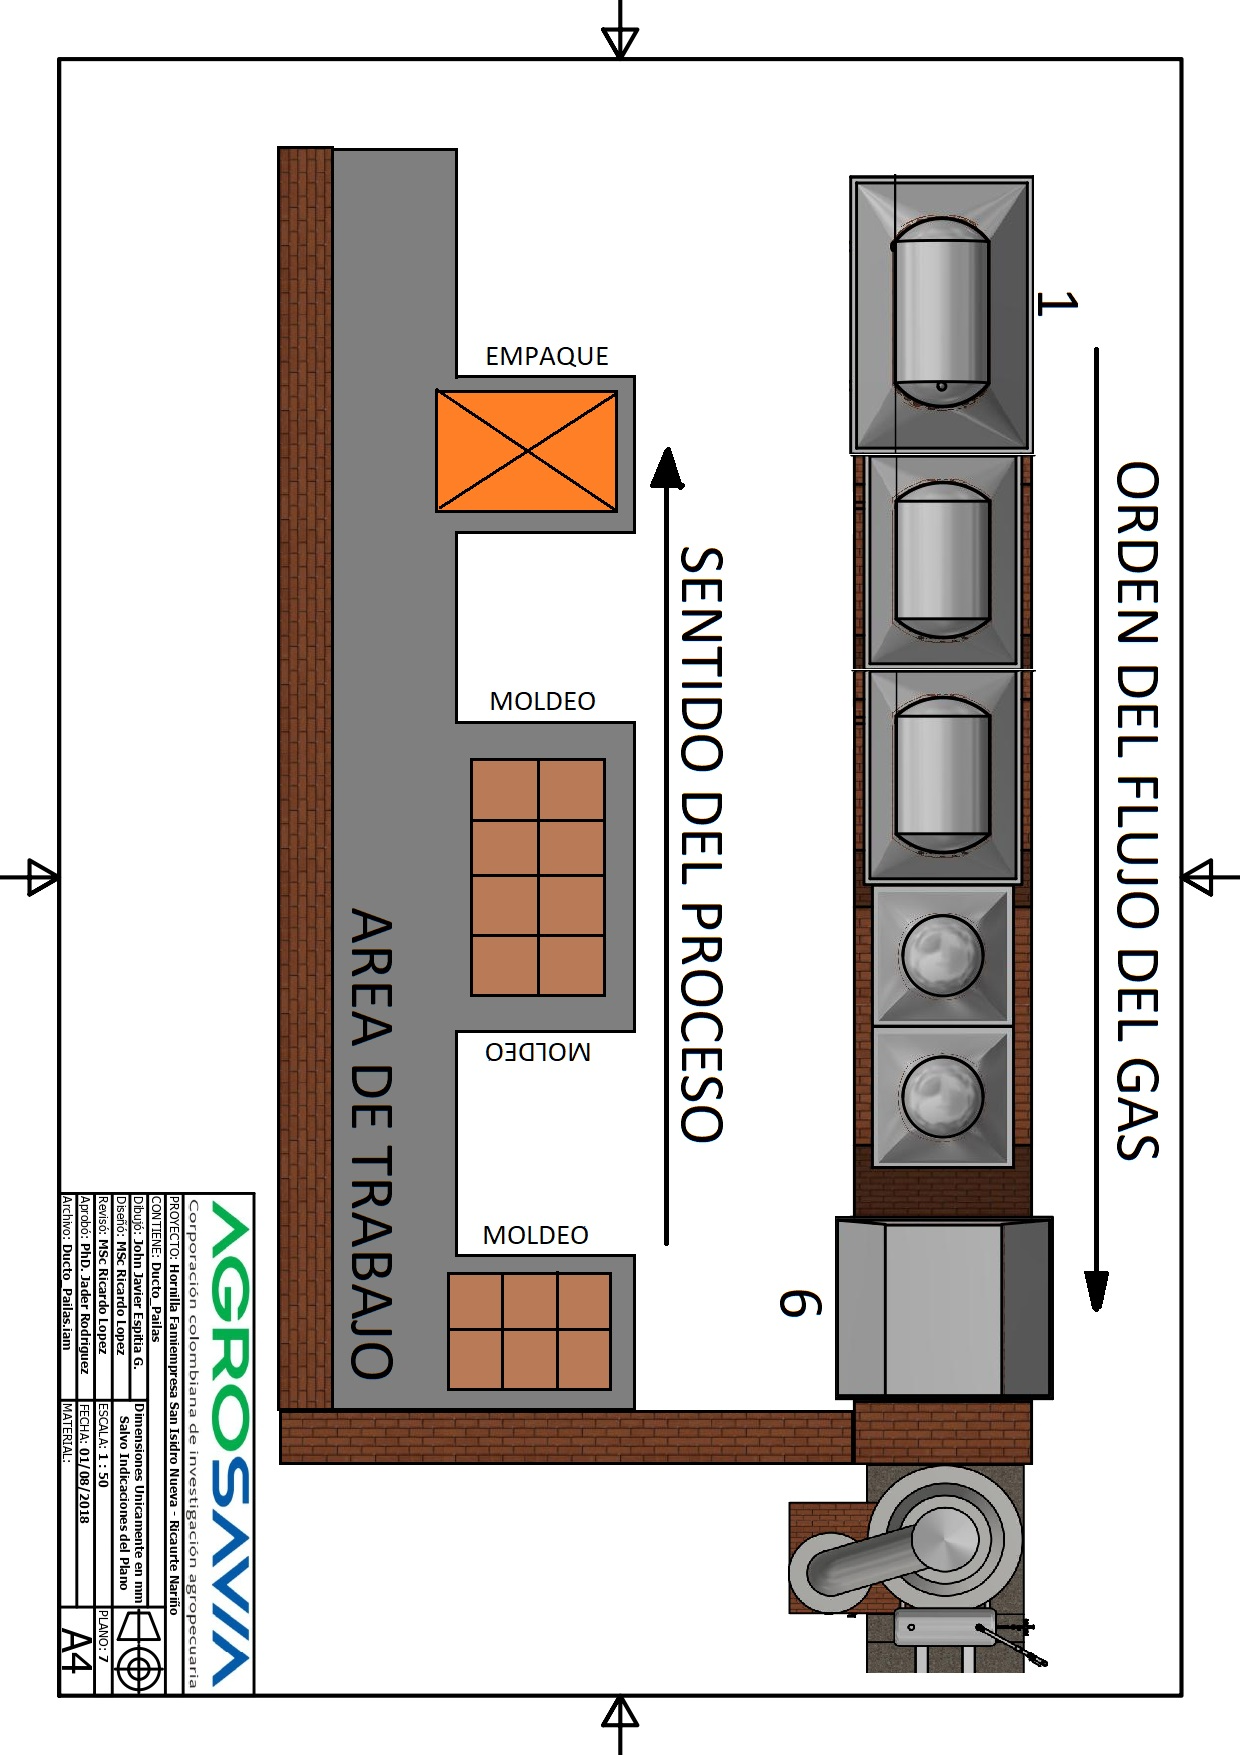 1
ORDEN DEL FLUJO DEL GAS
EMPAQUE
SENTIDO DEL PROCESO
MOLDEO
MOLDEO
AREA DE TRABAJO
MOLDEO
6
AGROSAVIA
Corporación colombiana de investigación agropecuaria
PROYECTO: Hornilla Famiempresa San Isidro Nueva - Ricaurte Nariño
CONTIENE: Ducto_Pailas
Dibujó: John Javier Espitia G.
Diseñó: MSc Ricardo Lopez
Revisó: MSc Ricardo Lopez
Aprobó: PhD. Jader Rodriguez
Archivo: Ducto_Pailas.iam
Dimensiones Unicamente en mm
Salvo Indicaciones del Plano
ESCALA: 1 : 50
FECHA: 01/08/2018
MATERIAL:
PLANO: 7
A4